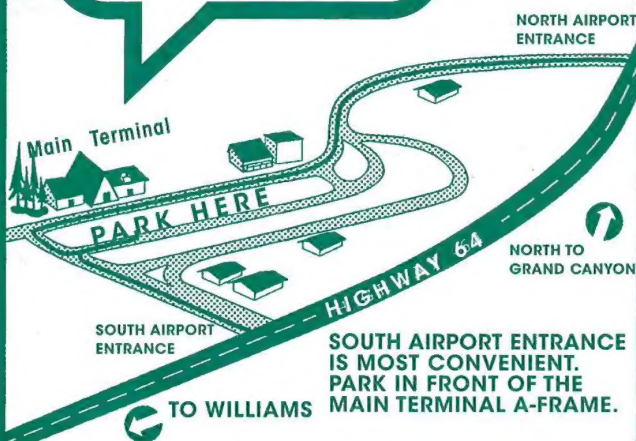 NORTH AIRPORT
ENTRANCE
Main Terminal
PARK HERE
HIGHWAY 64
NORTH TO
GRAND CANYON
SOUTH AIRPORT
ENTRANCE
SOUTH AIRPORT ENTRANCE
IS MOST CONVENIENT.
PARK IN FRONT OF THE
MAIN TERMINAL A-FRAME.
TO WILLIAMS